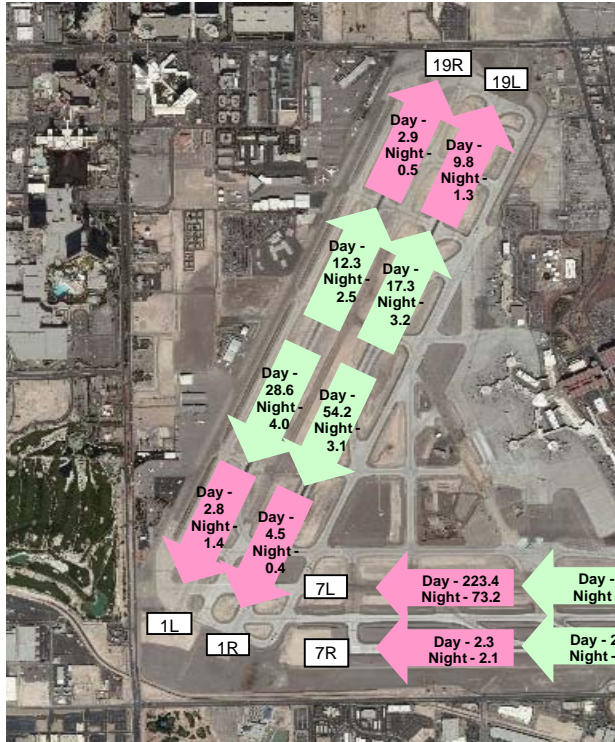 19R
19L
Day -
2.9
Night -
0.5
Day -
9.8
Night -
1.3
Day -
12.3
Night -
2.5
Day -
17.3
Night -
3.2
Day -
28.6
Night -
4.0
Day -
54.2
Night -
3.1
Day -
2.8
Night -
1.4
Day -
4.5
Night -
0.4
7L
Day - 223.4
Night - 73.2
Day -
Night
1L
1R
7R
Day - 2.3
Night - 2.1
Day - 2
Night -